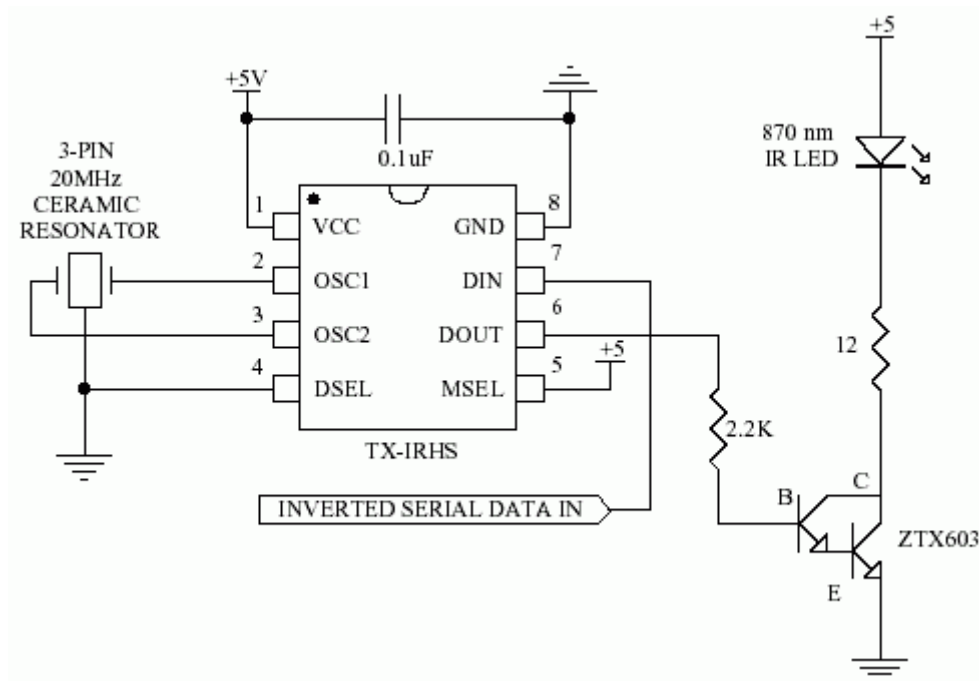 +5
+5V
870 nm
IR LED
0.1uF
3-PIN
20MHz
CERAMIC
RESONATOR
1
VCC
GND
8
2
OSC1
DIN
7
3
OSC2
DOUT
6
4
DSEL
MSEL
5
+5
12
TX-IRHS
2.2K
INVERTED SERIAL DATA IN
B
C
E
ZTX603